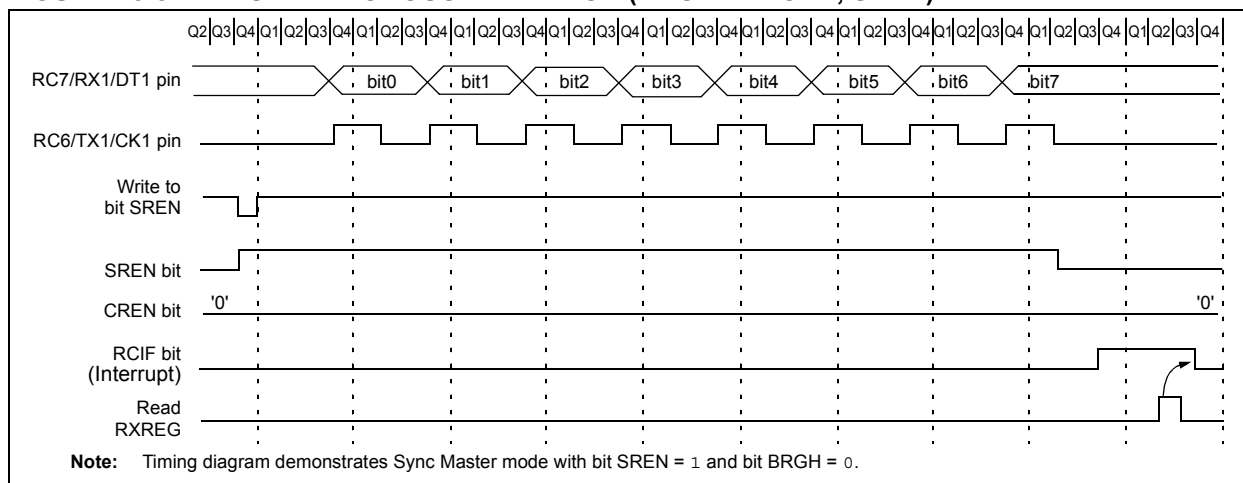 Q2 Q3 Q4 Q1 Q2 Q3 Q4 Q1 Q2 Q3 Q4 Q1 Q2 Q3 Q4 Q1 Q2 Q3 Q4 Q1 Q2 Q3 Q4 Q1 Q2 Q3 Q4 Q1 Q2 Q3 Q4 Q1 Q2 Q3 Q4 Q1 Q2 Q3 Q4 Q1 Q2 Q3 Q4
RC7/RX1/DT1 pin
bit0 bit1 bit2 bit3 bit4 bit5 bit6 bit7
RC6/TX1/CK1 pin
Write to
bit SREN
SREN bit
CREN bit '0' '0'
RCIF bit
(Interrupt)
Read
RXREG
Note: Timing diagram demonstrates Sync Master mode with bit SREN = 1 and bit BRGH = 0.